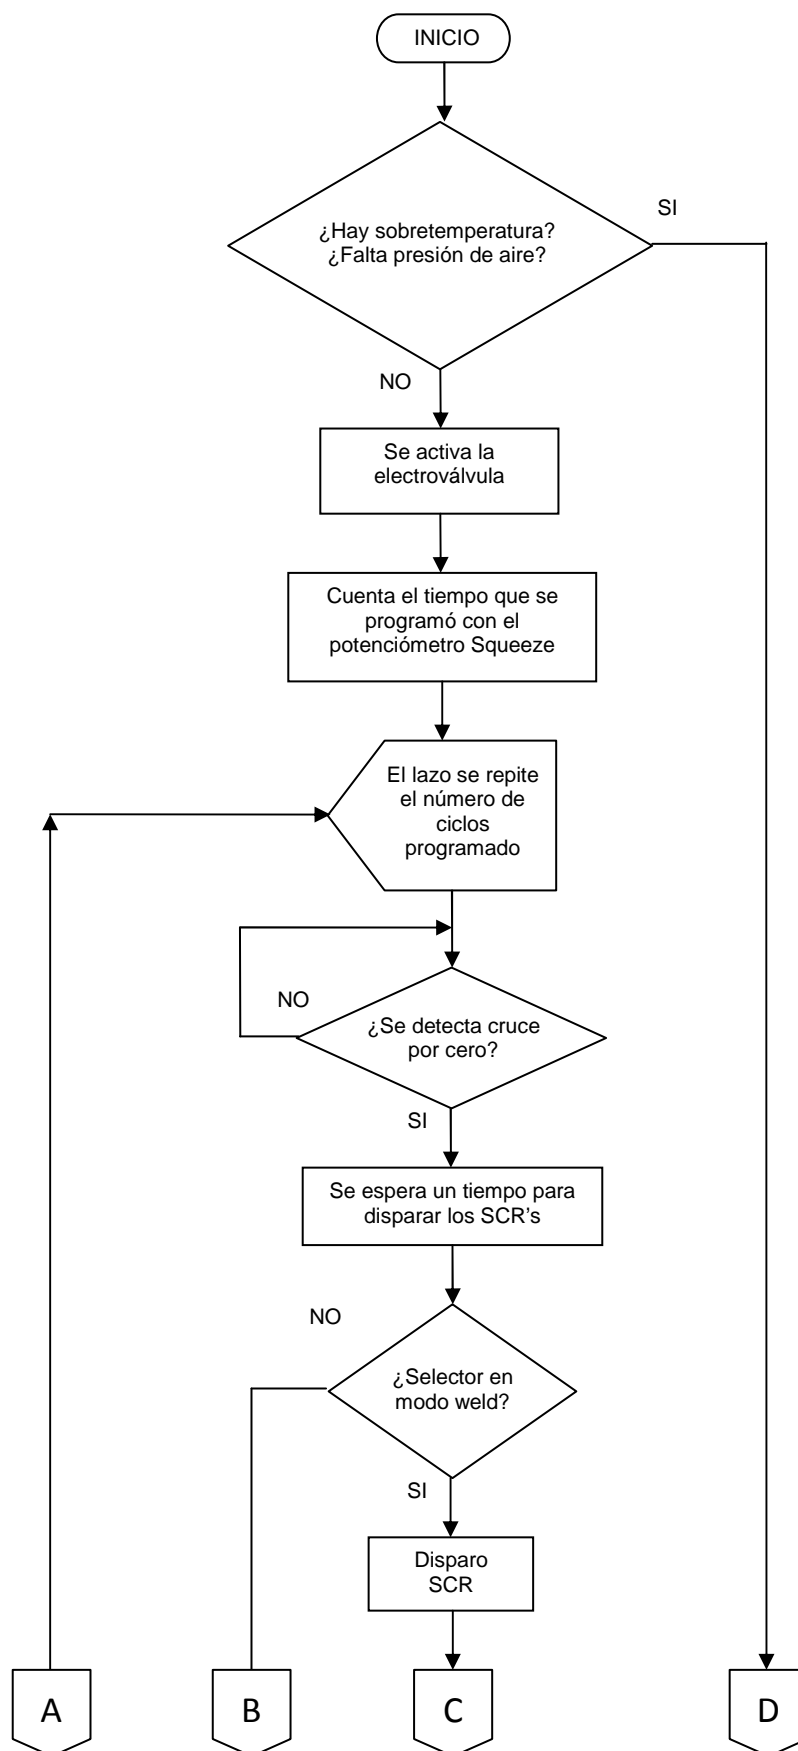 INICIO
SI
¿Hay sobretemperatura?
¿Falta presión de aire?
NO
Se activa la
electroválvula
Cuenta el tiempo que se
programó con el
potenciómetro Squeeze
El lazo se repite
el número de
ciclos
programado
NO
¿Se detecta cruce
por cero?
SI
Se espera un tiempo para
disparar los SCR's
NO
¿Selector en
modo weld?
SI
Disparo
SCR
A
B
C
D